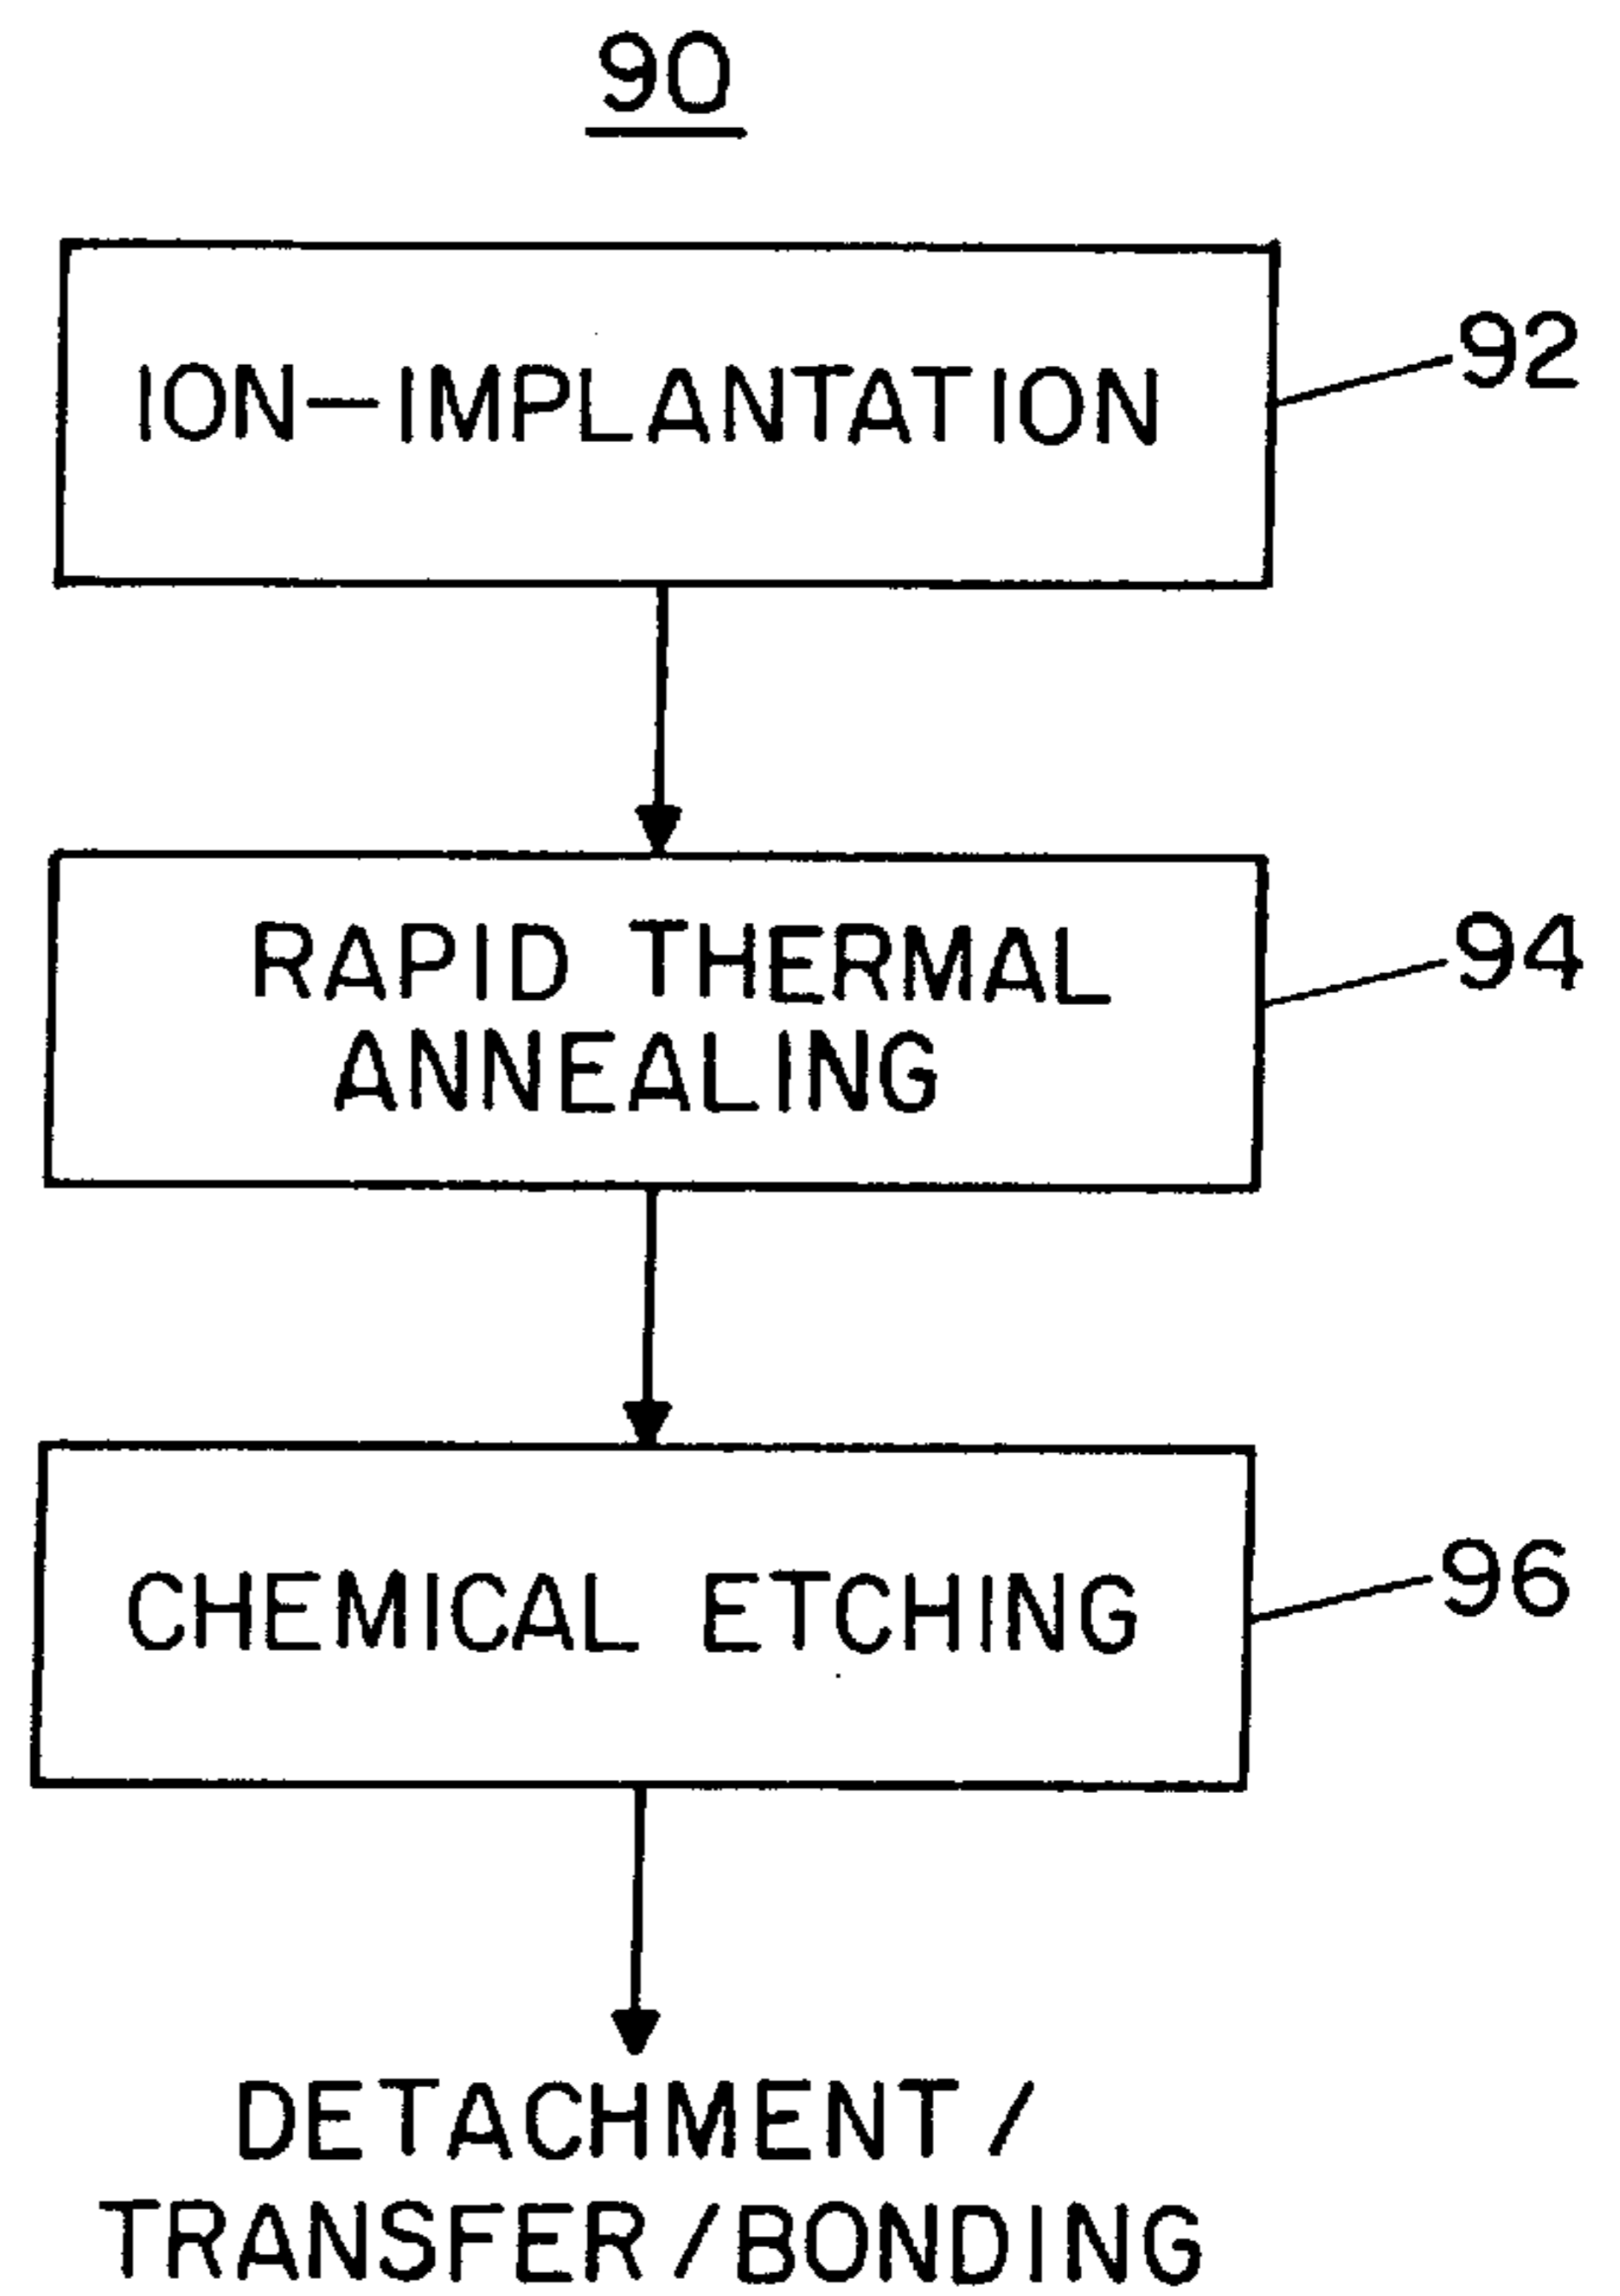 90
ION-IMPLANTATION
92
RAPID THERMAL
ANNEALING
94
CHEMICAL ETCHING
96
DETACHMENT/
TRANSFER/BONDING